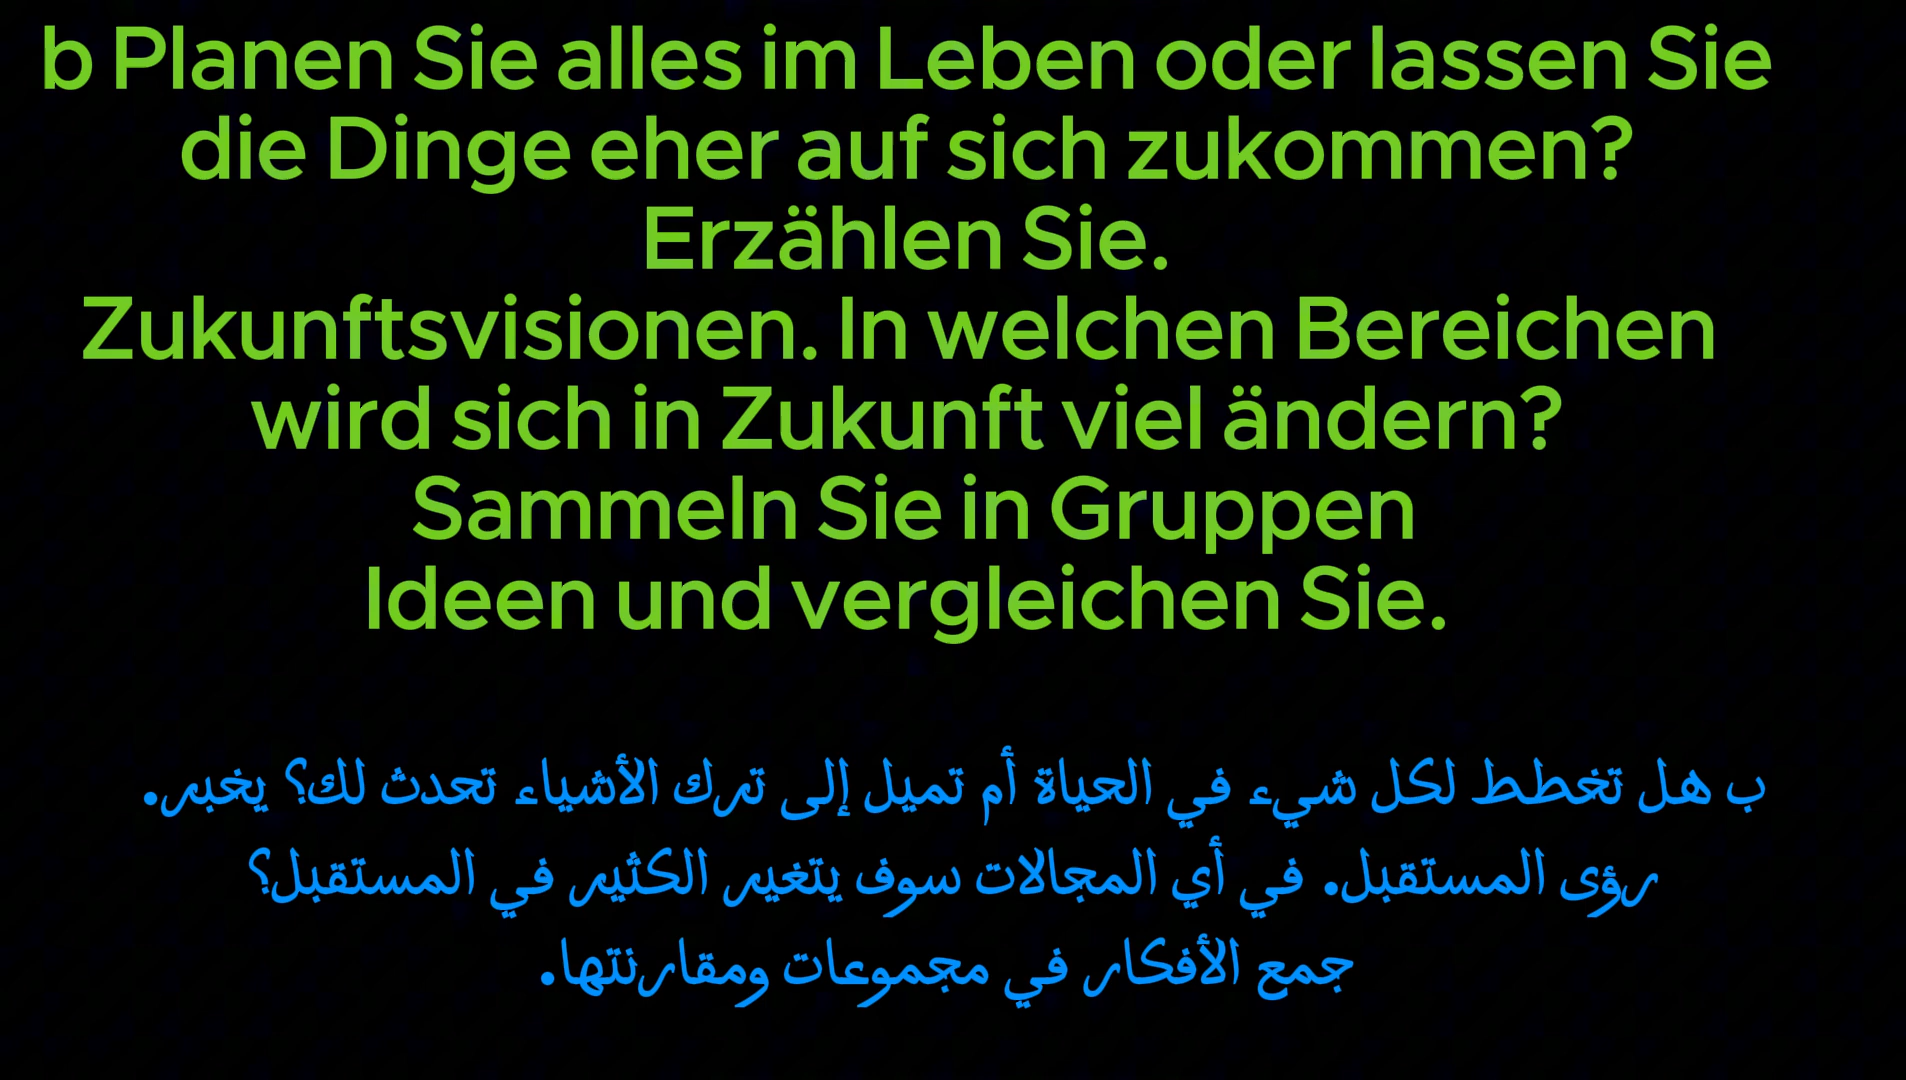 b Planen Sie alles im Leben oder lassen Sie
die Dinge eher auf sich zukommen?
Erzählen Sie.
Zukunftsvisionen. In welchen Bereichen
wird sich in Zukunft viel ändern?
Sammeln Sie in Gruppen
Ideen und vergleichen Sie.
ب هل تخطط لكل شيء في الحياة أم تميل إلى ترك الأشياء تحدث لك؟ يخبر.
رؤى المستقبل. في أي المجالات سوف يتغير الكثير في المستقبل؟
جمع الأفكار في مجموعات ومقارنتها.